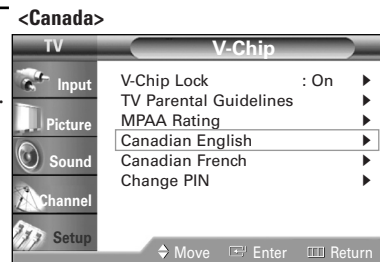 <Canada>
TV
V-Chip
Input
Picture
Sound
Channel
Setup
V-Chip Lock : On
TV Parental Guidelines
MPAA Rating
Canadian English
Canadian French
Change PIN
Move Enter Return